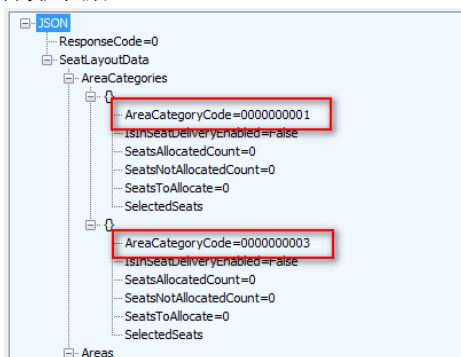 JSON
ResponseCode=0
SeatLayoutData
AreaCategories
{}
AreaCategoryCode=0000000001
IsInSeatDeliveryEnabled=False
SeatsAllocatedCount=0
SeatsNotAllocatedCount=0
SeatsToAllocate=0
SelectedSeats
{}
AreaCategoryCode=0000000003
IsInSeatDeliveryEnabled=False
SeatsAllocatedCount=0
SeatsNotAllocatedCount=0
SeatsToAllocate=0
SelectedSeats
Areas